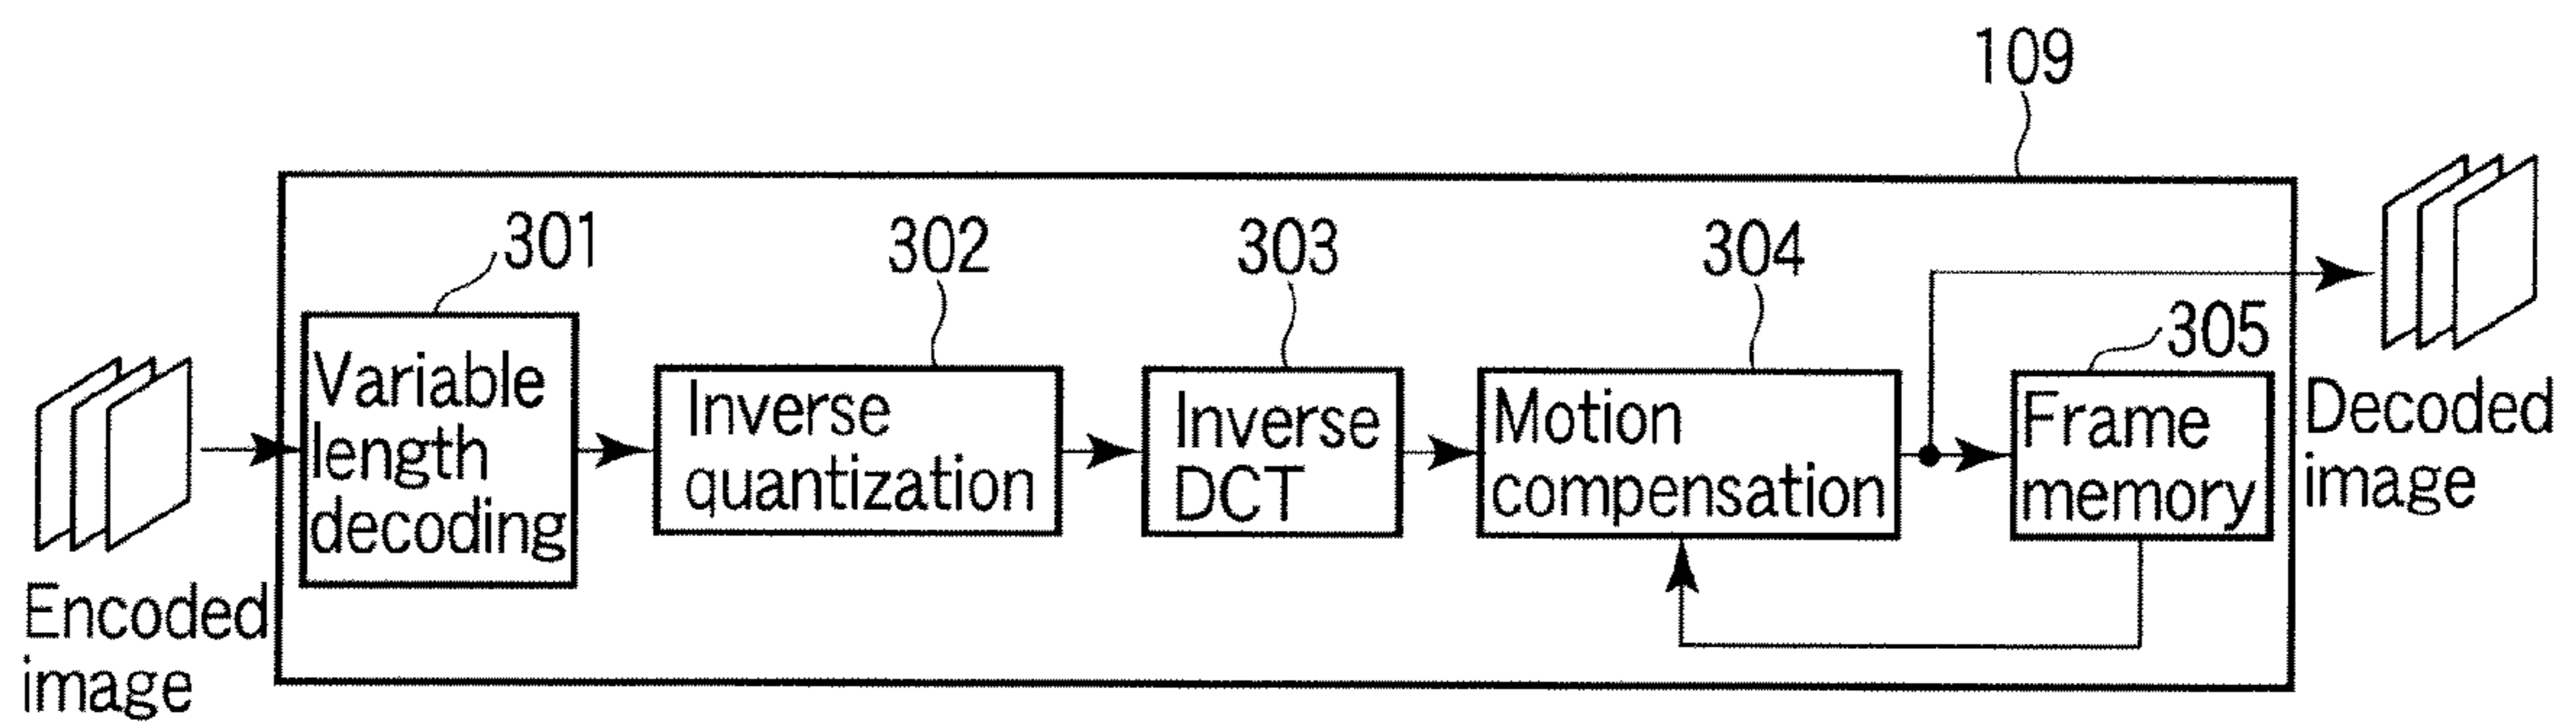 109
301
302
303
304
305
Variable
length
decoding
Inverse
quantization
Inverse
DCT
Motion
compensation
Frame
memory
Encoded
image
Decoded
image